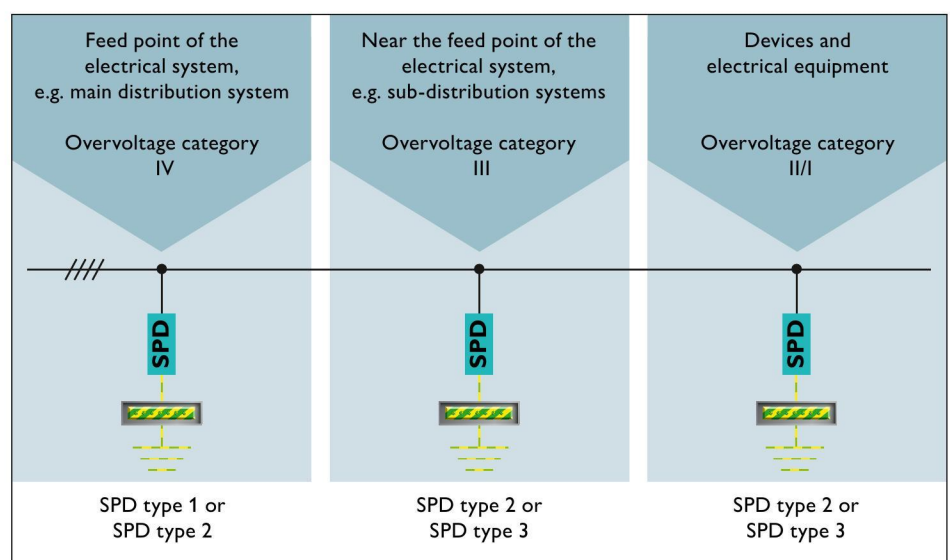 Feed point of the
electrical system,
e.g. main distribution system
Overvoltage category
IV
Near the feed point of the
electrical system,
e.g. sub-distribution systems
Overvoltage category
III
Devices and
electrical equipment
Overvoltage category
II/I
SPD
SPD
SPD
SPD type 1 or
SPD type 2
SPD type 2 or
SPD type 3
SPD type 2 or
SPD type 3